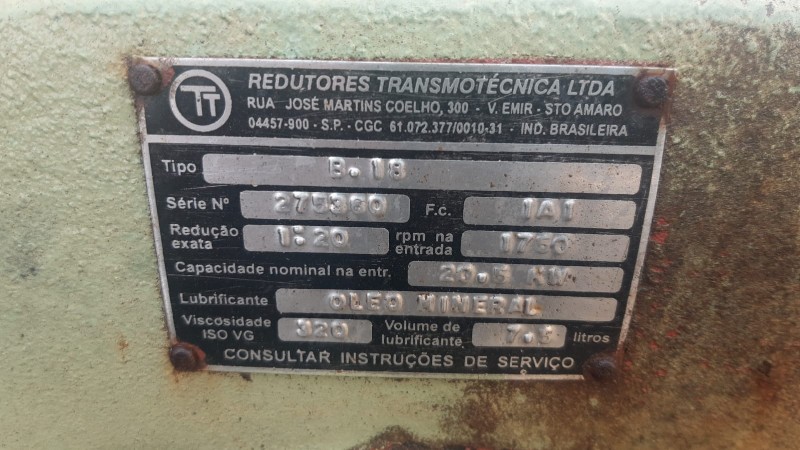 TT
REDUTORES TRANSMOTÉCNICA LTDA
RUA JOSÉ MARTINS COELHO, 300 - V. EMIR - STO AMARO
04457-900 - S.P. - CGC 61.072.377/0010-31 - IND. BRASILEIRA
Tipo B.18
Série Nº 275360 F.c. 1A1
Redução exata 1:20 rpm na entrada 1750
Capacidade nominal na entr. 20.5 KW
Lubrificante OLEO MINERAL
Viscosidade ISO VG 320 Volume de lubrificante 7.5 litros
CONSULTAR INSTRUÇÕES DE SERVIÇO